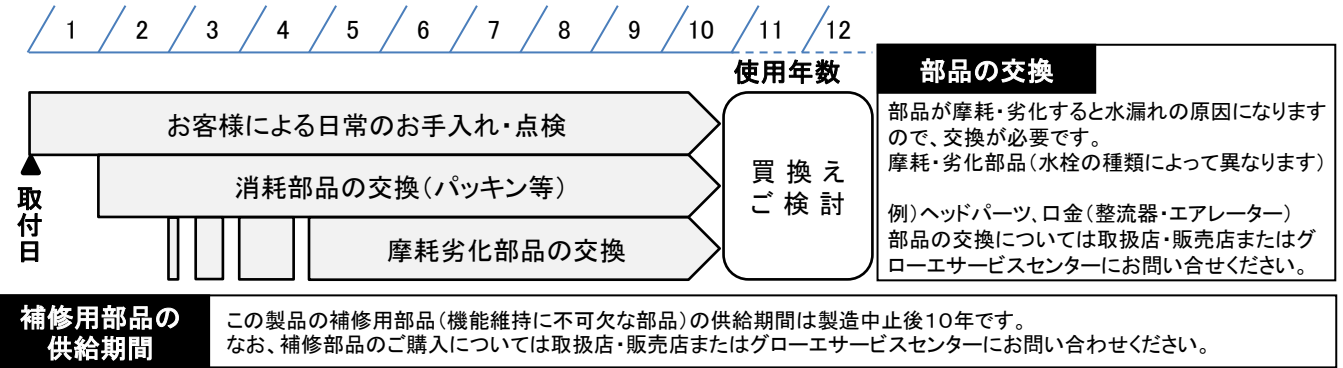 1 2 3 4 5 6 7 8 9 10 11 12
使用年数
お客様による日常のお手入れ・点検
消耗部品の交換(パッキン等)
摩耗劣化部品の交換
取付日
買換え
ご検討
部品の交換
部品が摩耗・劣化すると水漏れの原因になります
ので、交換が必要です。
摩耗・劣化部品(水栓の種類によって異なります)
例)ヘッドパーツ、口金(整流器・エアレーター)
部品の交換については取扱店・販売店またはグ
ローエサービスセンターにお問い合せください。
補修用部品の
供給期間
この製品の補修用部品(機能維持に不可欠な部品)の供給期間は製造中止後10年です。
なお、補修部品のご購入については取扱店・販売店またはグローエサービスセンターにお問い合わせください。